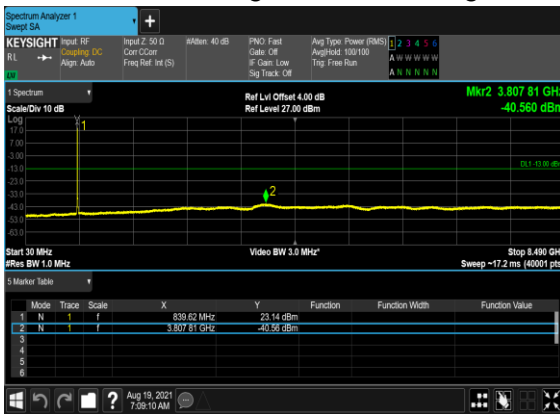 Spectrum Analyzer 1
Swept SA
KEYSIGHT Input: RF Input Z: 50 Ω #Atten: 40 dB PNO: Fast Avg Type: Power (RMS) 1 2 3 4 5 6
RL Coupling: DC Corr CCorr Gate: Off Avg|Hold: 100/100 A W W W W W
Align: Auto Freq Ref: Int (S) IF Gain: Low Trig: Free Run
LV Sig Track: Off A N N N N N
1 Spectrum Ref Lvl Offset 4.00 dB Mkr2 3.807 81 GHz
Scale/Div 10 dB Ref Level 27.00 dBm -40.560 dBm
Log
17.0 1
7.00
-3.00
-13.0 DL1 -13.00 dBm
-23.0
-33.0 2
-43.0
-53.0
-63.0
Start 30 MHz Video BW 3.0 MHz* Stop 8.490 GHz
#Res BW 1.0 MHz Sweep ~17.2 ms (40001 pts)
5 Marker Table
Mode Trace Scale X Y Function Function Width Function Value
1 N 1 f 839.62 MHz 23.14 dBm
2 N 1 f 3.807 81 GHz -40.56 dBm
3
4
5
6
? Aug 19, 2021
7:09:10 AM